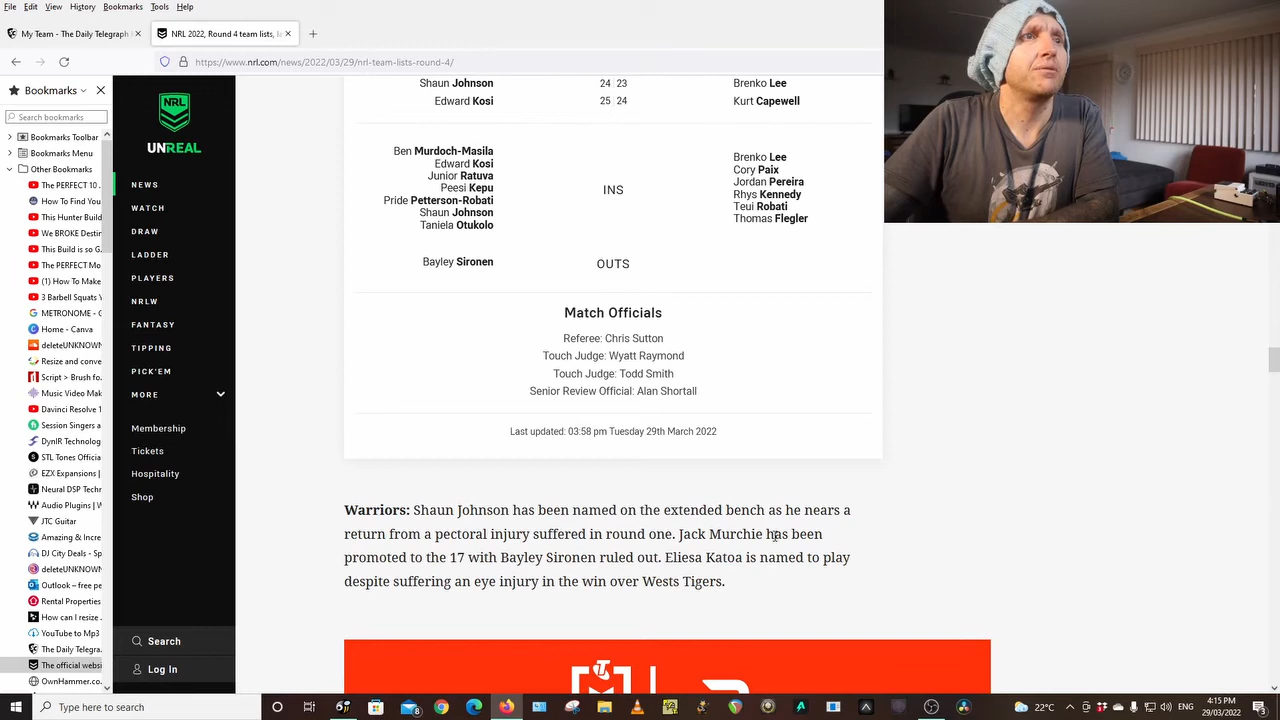 File Edit View History Bookmarks Tools Help
My Team - The Daily Telegraph
NRL 2022, Round 4 team lists,
https://www.nrl.com/news/2022/03/29/nrl-team-lists-round-4/
Bookmarks
Search bookmarks
Bookmarks Toolbar
Bookmarks Menu
Other Bookmarks
The PERFECT 10
How To Find You
This Hunter Build
We BROKE Destin
This Build is so G
The PERFECT Mo
(1) How To Make
3 Barbell Squats Y
METRONOME - G
Home - Canva
deleteUNKNOWN
Resize and conve
Script > Brush fo
Music Video Mak
Davinci Resolve 1
Session Singers a
DynIR Technolog
STL Tones Officia
EZX Expansions |
Neural DSP Techn
Audio Plugins | W
JTC Guitar
Amazing & Incre
DJ City Deals - Sp
deleteUNKNOWN
Outlook – free pe
Rental Properties
How can I resize
YouTube to Mp3
The Daily Telegra
The official websi
OwnHammer.co
NRL
UNREAL
NEWS
WATCH
DRAW
LADDER
PLAYERS
NRLW
FANTASY
TIPPING
PICK'EM
MORE
Membership
Tickets
Hospitality
Shop
Search
Log In
Shaun Johnson 24 23 Brenko Lee
Edward Kosi 25 24 Kurt Capewell
INS
Ben Murdoch-Masila
Edward Kosi
Junior Ratuva
Peesi Kepu
Pride Petterson-Robati
Shaun Johnson
Taniela Otukolo
Brenko Lee
Cory Paix
Jordan Pereira
Rhys Kennedy
Teui Robati
Thomas Flegler
Bayley Sironen OUTS
Match Officials
Referee: Chris Sutton
Touch Judge: Wyatt Raymond
Touch Judge: Todd Smith
Senior Review Official: Alan Shortall
Last updated: 03:58 pm Tuesday 29th March 2022
Warriors: Shaun Johnson has been named on the extended bench as he nears a
return from a pectoral injury suffered in round one. Jack Murchie has been
promoted to the 17 with Bayley Sironen ruled out. Eliesa Katoa is named to play
despite suffering an eye injury in the win over Wests Tigers.
Type here to search
22°C
4:15 PM
29/03/2022